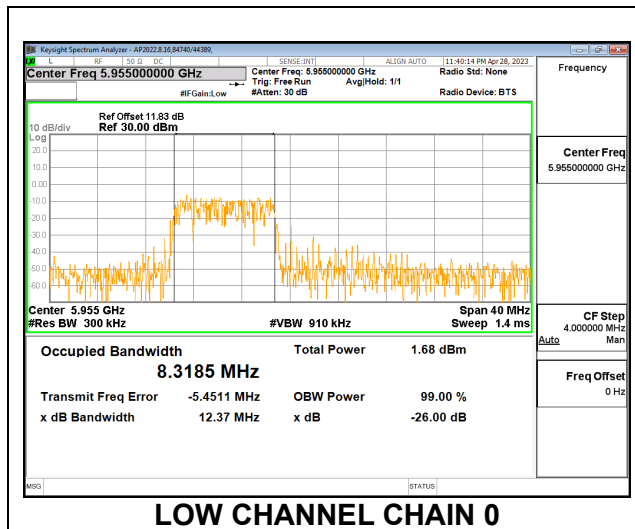 Keysight Spectrum Analyzer - AP2022.8.16,84740/44389,
L RF 50 Ω DC SENSE:INT ALIGN AUTO 11:40:14 PM Apr 28, 2023
Center Freq 5.955000000 GHz
Center Freq: 5.955000000 GHz Radio Std: None
Trig: Free Run Avg|Hold: 1/1
#IFGain:Low #Atten: 30 dB Radio Device: BTS
Frequency
Ref Offset 11.83 dB
10 dB/div Ref 30.00 dBm
Log
20.0
10.0
0.00
-10.0
-20.0
-30.0
-40.0
-50.0
-60.0
Center 5.955 GHz Span 40 MHz
#Res BW 300 kHz #VBW 910 kHz Sweep 1.4 ms
Center Freq
5.955000000 GHz
CF Step
4.000000 MHz
Auto Man
Freq Offset
0 Hz
Occupied Bandwidth Total Power 1.68 dBm
8.3185 MHz
Transmit Freq Error -5.4511 MHz OBW Power 99.00 %
x dB Bandwidth 12.37 MHz x dB -26.00 dB
MSG STATUS
LOW CHANNEL CHAIN 0